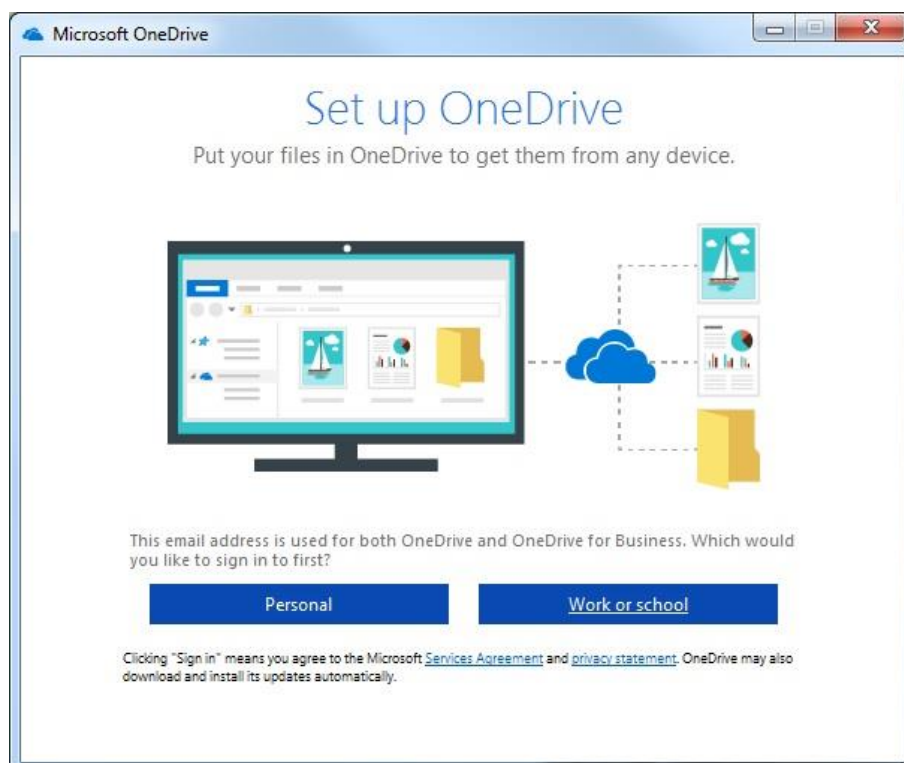 Microsoft OneDrive
Set up OneDrive
Put your files in OneDrive to get them from any device.
This email address is used for both OneDrive and OneDrive for Business. Which would
you like to sign in to first?
Personal
Work or school
Clicking "Sign in" means you agree to the Microsoft Services Agreement and privacy statement. OneDrive may also
download and install its updates automatically.